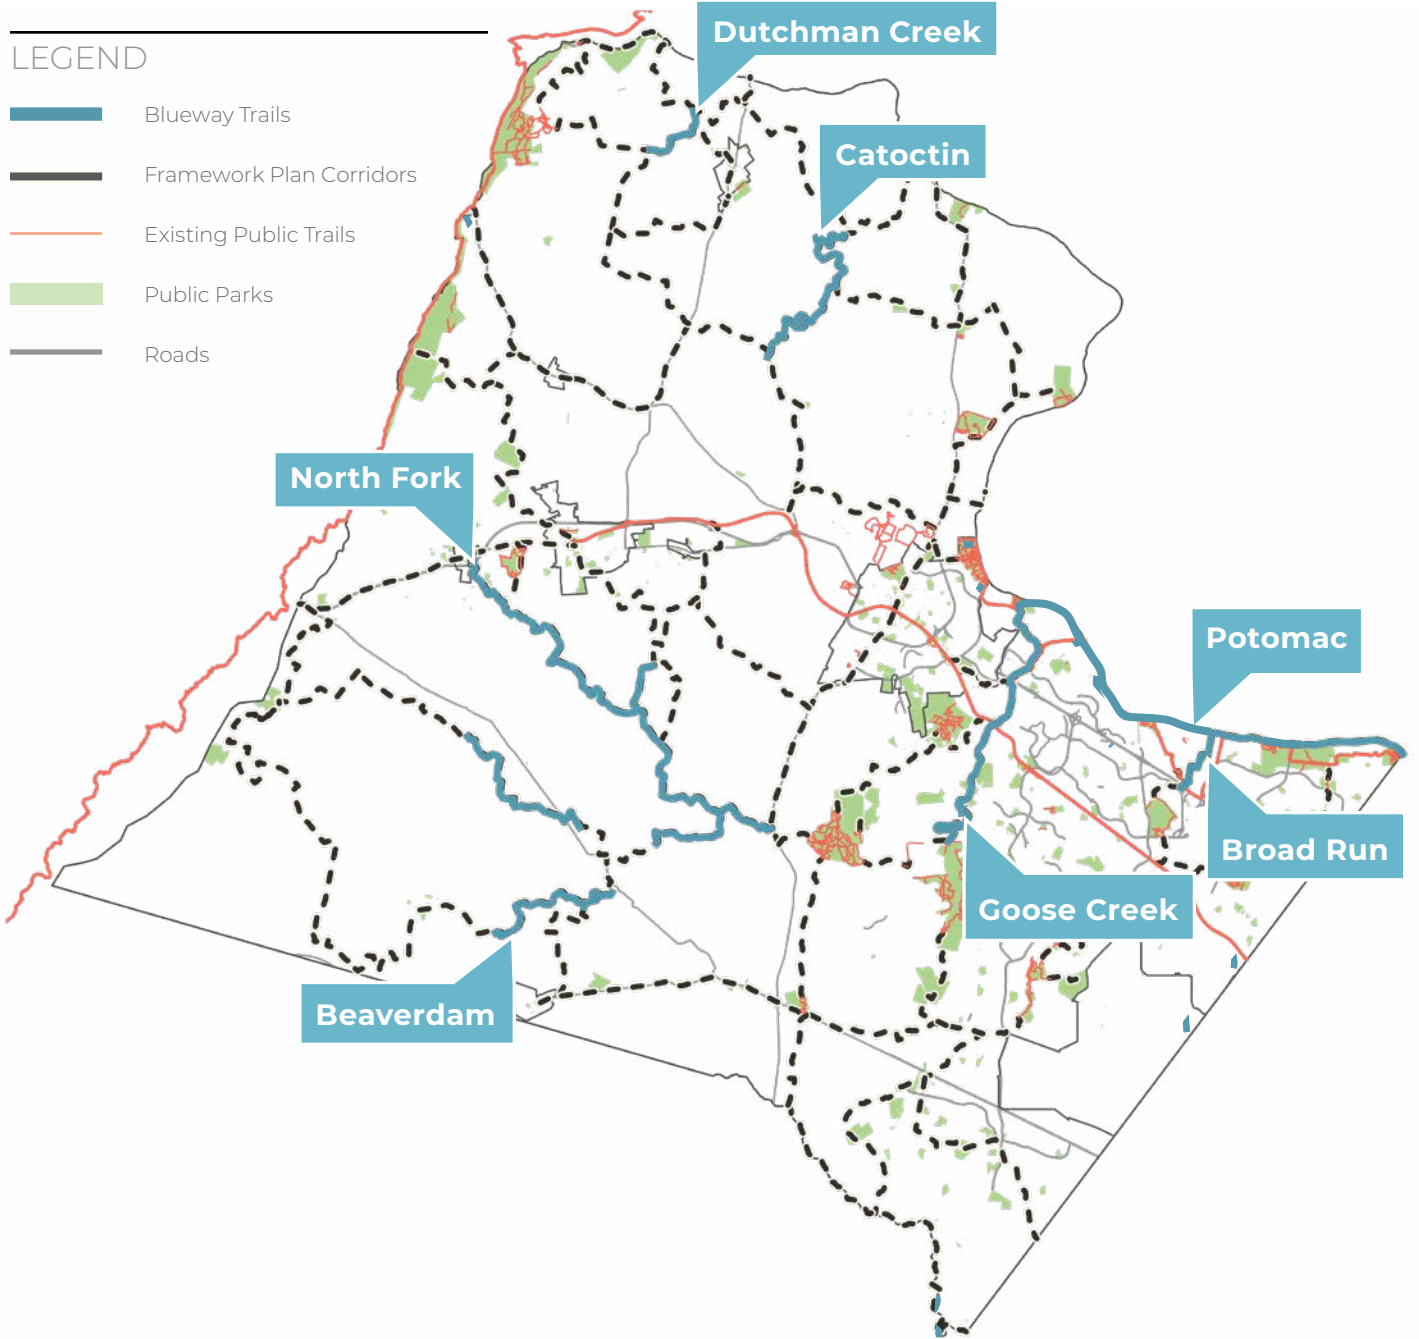 LEGEND
Blueway Trails
Framework Plan Corridors
Existing Public Trails
Public Parks
Roads
Dutchman Creek
Catoctin
North Fork
Potomac
Broad Run
Goose Creek
Beaverdam